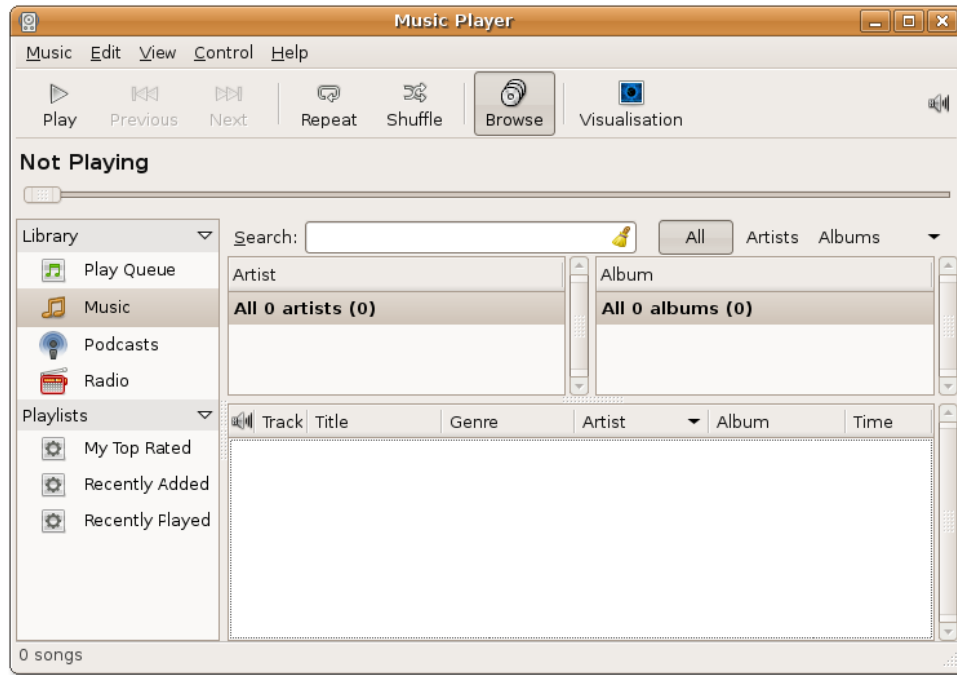 Music Player
Music Edit View Control Help
Play Previous Next Repeat Shuffle Browse Visualisation
Not Playing
Library
Search: All Artists Albums
Play Queue
Artist Album
Music
All 0 artists (0) All 0 albums (0)
Podcasts
Radio
Playlists
Track Title Genre Artist Album Time
My Top Rated
Recently Added
Recently Played
0 songs